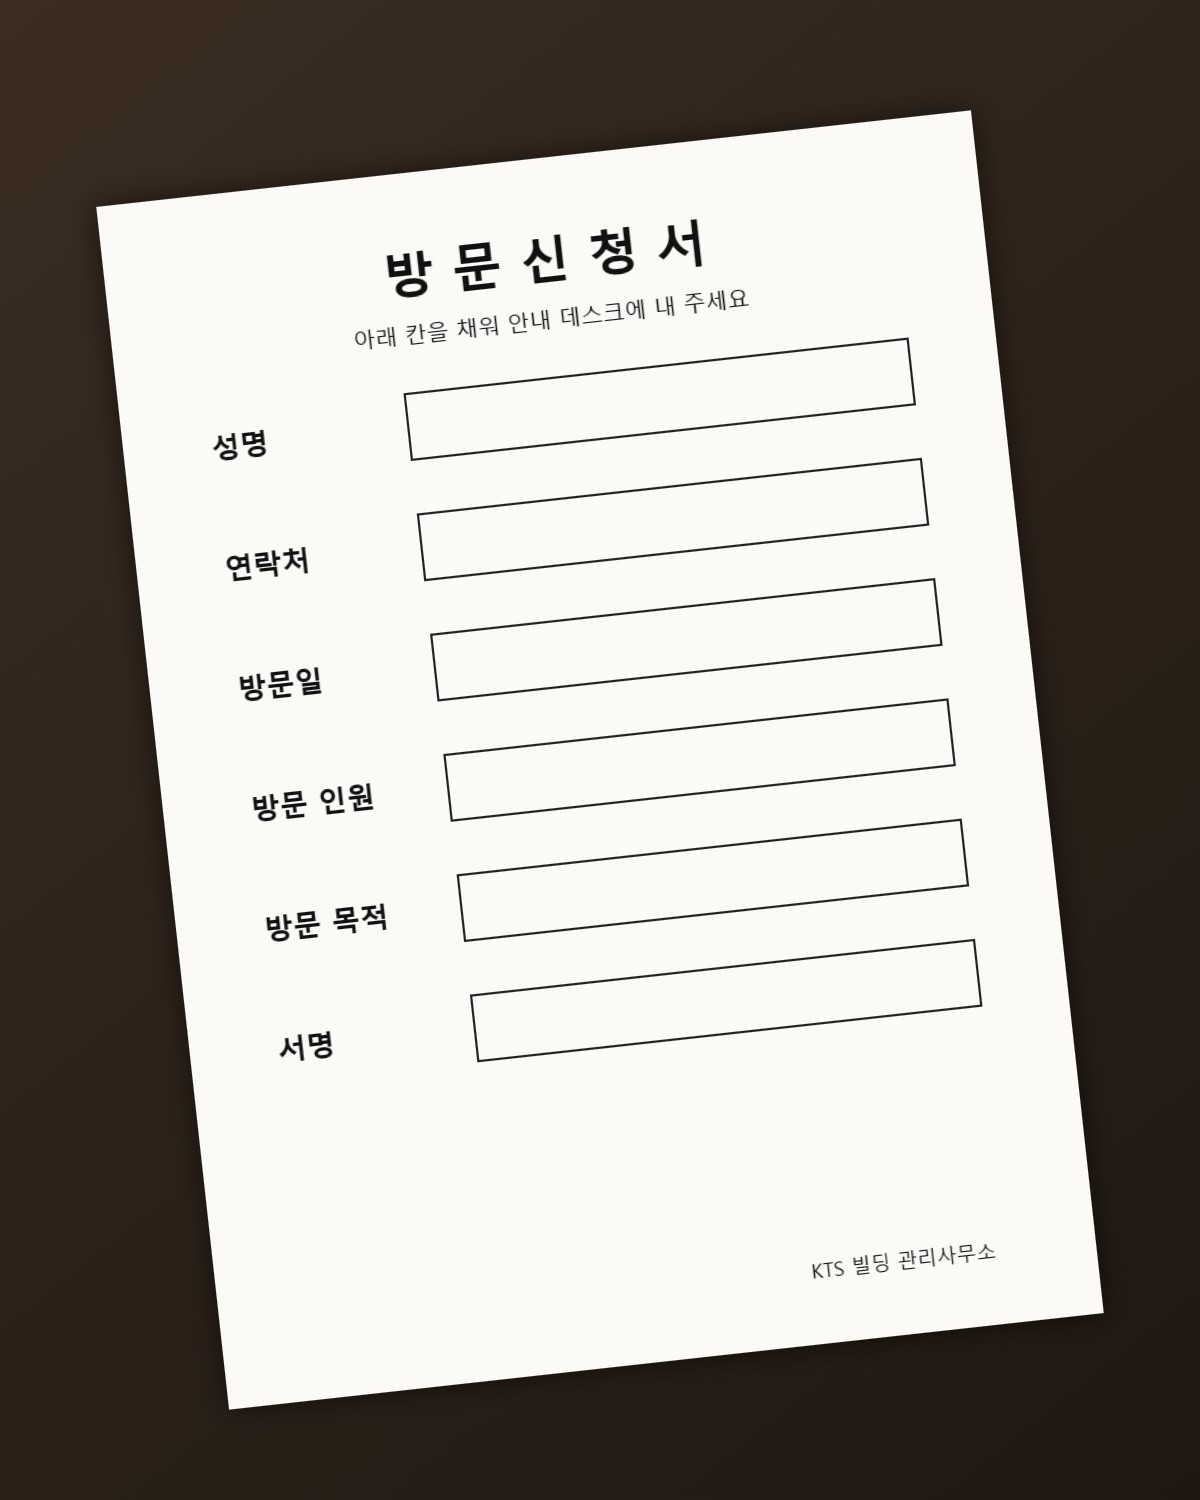 방 문 신 청 서
아래 칸을 채워 안내 데스크에 내 주세요
성명
연락처
방문일
방문 인원
방문 목적
서명
KTS 빌딩 관리사무소